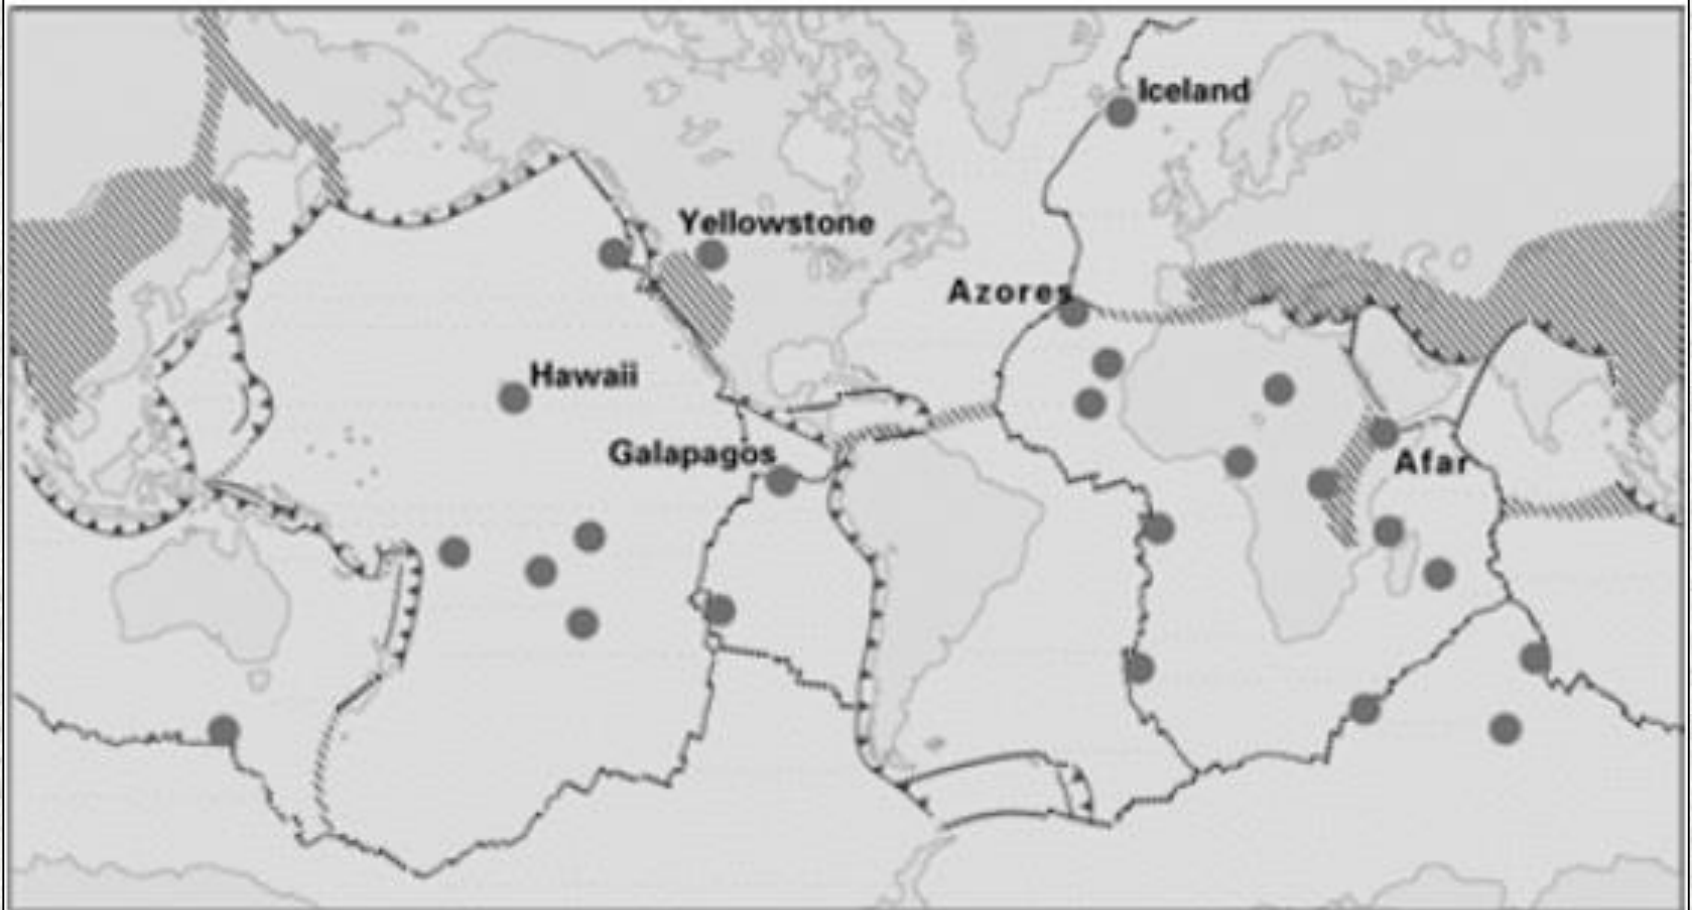 Iceland
Yellowstone
Azores
Hawaii
Galapagos
Afar